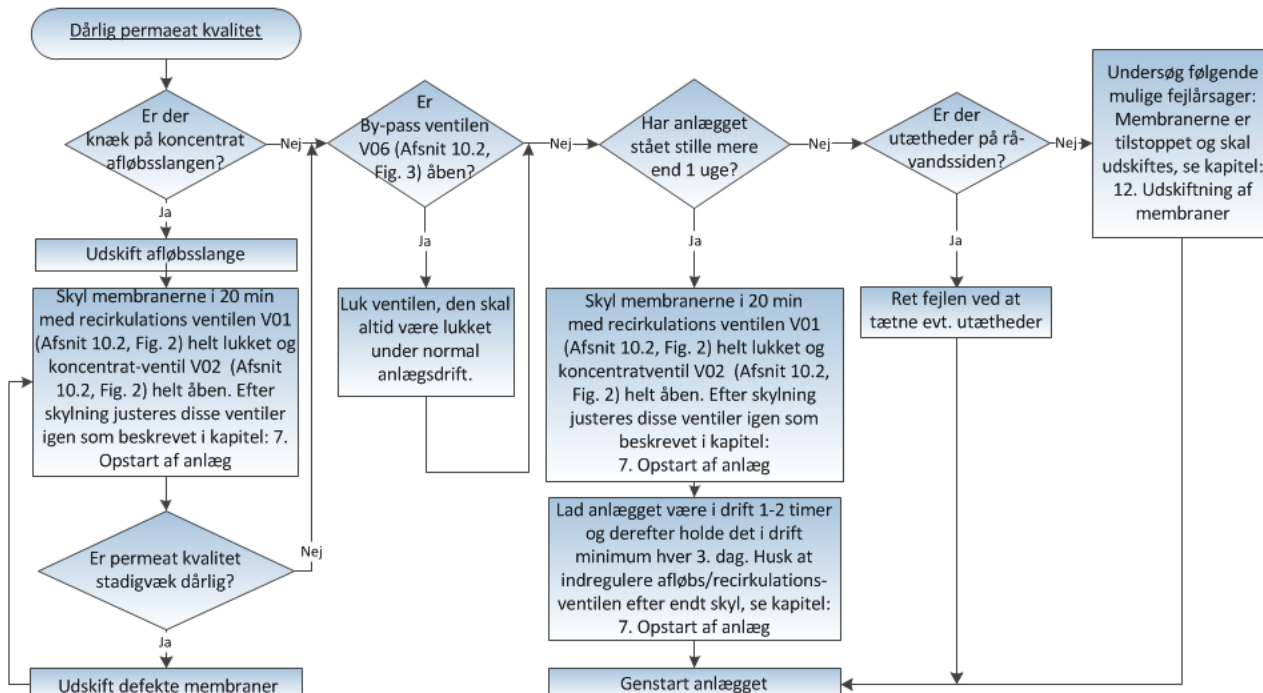 Dårlig permaeat kvalitet
Er der
knæk på koncentrat
afløbsslangen?
Nej
Ja
Udskift afløbsslange
Skyl membranerne i 20 min
med recirkulations ventilen V01
(Afsnit 10.2, Fig. 2) helt lukket og
koncentrat-ventil V02 (Afsnit
10.2, Fig. 2) helt åben. Efter
skylning justeres disse ventiler
igen som beskrevet i kapitel: 7.
Opstart af anlæg
Er permeat kvalitet
stadigvæk dårlig?
Nej
Ja
Udskift defekte membraner
Er
By-pass ventilen
V06 (Afsnit 10.2,
Fig. 3) åben?
Nej
Ja
Luk ventilen, den skal
altid være lukket
under normal
anlægsdrift.
Har anlægget
stået stille mere
end 1 uge?
Nej
Ja
Skyl membranerne i 20 min
med recirkulations ventilen V01
(Afsnit 10.2, Fig. 2) helt lukket og
koncentratventil V02 (Afsnit 10.2,
Fig. 2) helt åben. Efter skylning
justeres disse ventiler igen som
beskrevet i kapitel:
7. Opstart af anlæg
Lad anlægget være i drift 1-2 timer
og derefter holde det i drift
minimum hver 3. dag. Husk at
indregulere afløbs/recirkulations-
ventilen efter endt skyl, se kapitel:
7. Opstart af anlæg
Genstart anlægget
Er der
utætheder på rå-
vandssiden?
Nej
Ja
Ret fejlen ved at
tætne evt. utætheder
Undersøg følgende
mulige fejlårsager:
Membranerne er
tilstoppet og skal
udskiftes, se kapitel:
12. Udskiftning af
membraner